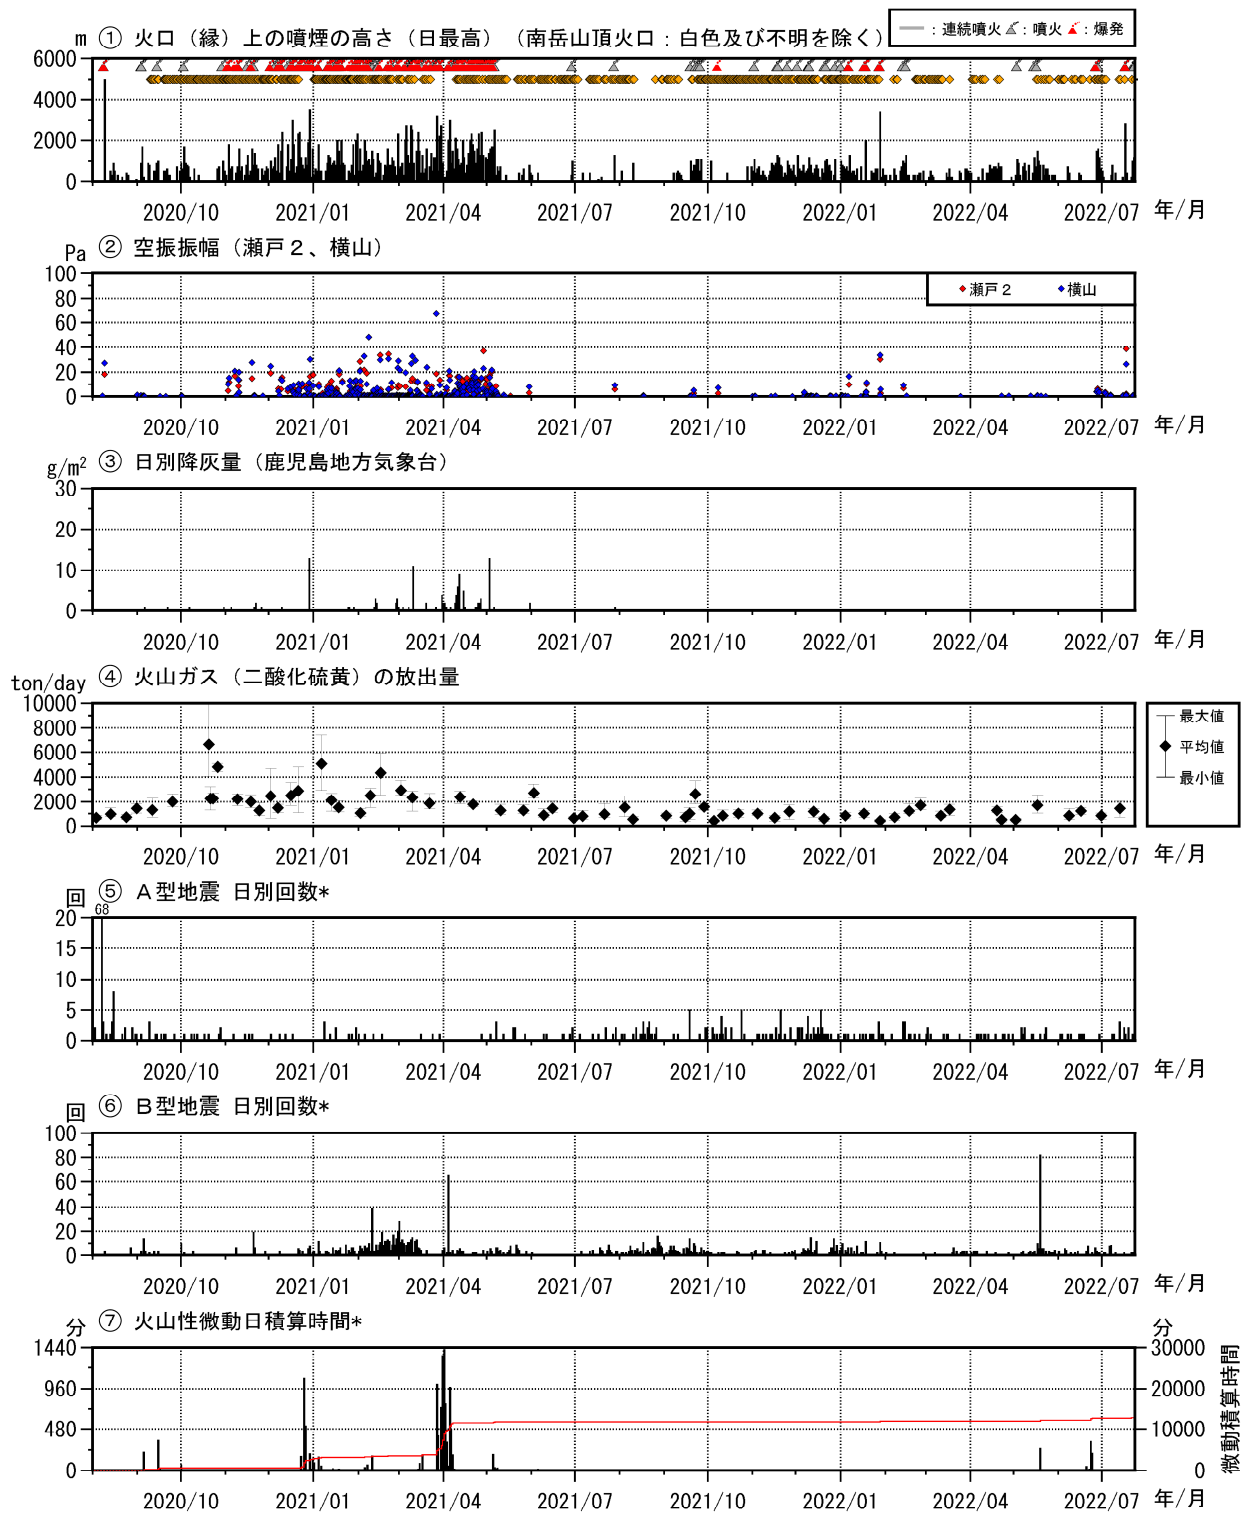 m ① 火口（縁）上の噴煙の高さ（日最高）（南岳山頂火口：白色及び不明を除く）
：連続噴火 ：噴火 ：爆発
6000
4000
2000
0
2020/10 2021/01 2021/04 2021/07 2021/10 2022/01 2022/04 2022/07 年/月
Pa ② 空振振幅（瀬戸２、横山）
瀬戸２ 横山
100
80
60
40
20
0
2020/10 2021/01 2021/04 2021/07 2021/10 2022/01 2022/04 2022/07 年/月
g/m² ③ 日別降灰量（鹿児島地方気象台）
30
20
10
0
2020/10 2021/01 2021/04 2021/07 2021/10 2022/01 2022/04 2022/07 年/月
ton/day ④ 火山ガス（二酸化硫黄）の放出量
10000
8000
6000
4000
2000
0
最大値
平均値
最小値
2020/10 2021/01 2021/04 2021/07 2021/10 2022/01 2022/04 2022/07 年/月
回 ⑤ Ａ型地震 日別回数*
68
20
15
10
5
0
2020/10 2021/01 2021/04 2021/07 2021/10 2022/01 2022/04 2022/07 年/月
回 ⑥ Ｂ型地震 日別回数*
100
80
60
40
20
0
2020/10 2021/01 2021/04 2021/07 2021/10 2022/01 2022/04 2022/07 年/月
分 ⑦ 火山性微動日積算時間* 分
1440 30000
960 20000
480 10000
0 0
微動積算時間
2020/10 2021/01 2021/04 2021/07 2021/10 2022/01 2022/04 2022/07 年/月